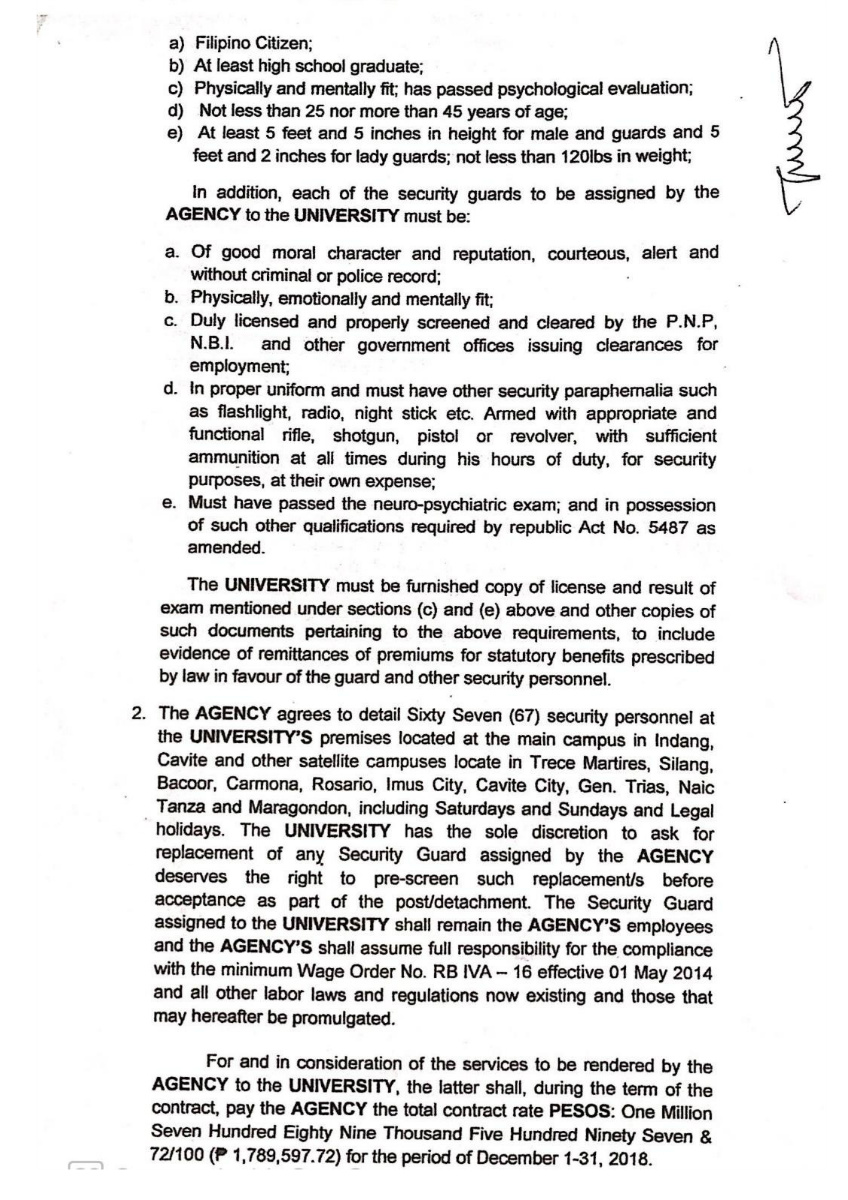 a) Filipino Citizen;
b) At least high school graduate;
c) Physically and mentally fit; has passed psychological evaluation;
d) Not less than 25 nor more than 45 years of age;
e) At least 5 feet and 5 inches in height for male and guards and 5
feet and 2 inches for lady guards; not less than 120lbs in weight;
In addition, each of the security guards to be assigned by the
AGENCY to the UNIVERSITY must be:
a. Of good moral character and reputation, courteous, alert and
without criminal or police record;
b. Physically, emotionally and mentally fit;
c. Duly licensed and properly screened and cleared by the P.N.P,
N.B.I. and other government offices issuing clearances for
employment;
d. In proper uniform and must have other security paraphernalia such
as flashlight, radio, night stick etc. Armed with appropriate and
functional rifle, shotgun, pistol or revolver, with sufficient
ammunition at all times during his hours of duty, for security
purposes, at their own expense;
e. Must have passed the neuro-psychiatric exam; and in possession
of such other qualifications required by republic Act No. 5487 as
amended.
The UNIVERSITY must be furnished copy of license and result of
exam mentioned under sections (c) and (e) above and other copies of
such documents pertaining to the above requirements, to include
evidence of remittances of premiums for statutory benefits prescribed
by law in favour of the guard and other security personnel.
2. The AGENCY agrees to detail Sixty Seven (67) security personnel at
the UNIVERSITY'S premises located at the main campus in Indang,
Cavite and other satellite campuses locate in Trece Martires, Silang,
Bacoor, Carmona, Rosario, Imus City, Cavite City, Gen. Trias, Naic
Tanza and Maragondon, including Saturdays and Sundays and Legal
holidays. The UNIVERSITY has the sole discretion to ask for
replacement of any Security Guard assigned by the AGENCY
deserves the right to pre-screen such replacement/s before
acceptance as part of the post/detachment. The Security Guard
assigned to the UNIVERSITY shall remain the AGENCY'S employees
and the AGENCY'S shall assume full responsibility for the compliance
with the minimum Wage Order No. RB IVA – 16 effective 01 May 2014
and all other labor laws and regulations now existing and those that
may hereafter be promulgated.
For and in consideration of the services to be rendered by the
AGENCY to the UNIVERSITY, the latter shall, during the term of the
contract, pay the AGENCY the total contract rate PESOS: One Million
Seven Hundred Eighty Nine Thousand Five Hundred Ninety Seven &
72/100 (₱ 1,789,597.72) for the period of December 1-31, 2018.